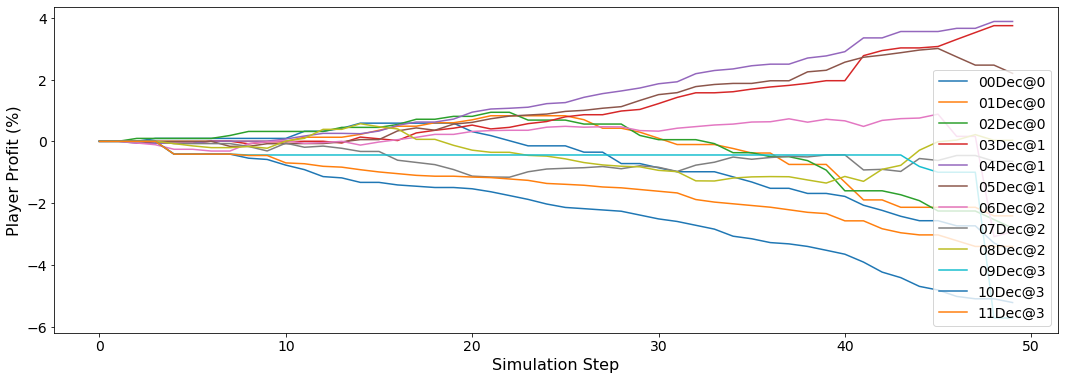 Player Profit (%)
4
2
0
−2
−4
−6
0
10
20
30
40
50
Simulation Step
00Dec@0
01Dec@0
02Dec@0
03Dec@1
04Dec@1
05Dec@1
06Dec@2
07Dec@2
08Dec@2
09Dec@3
10Dec@3
11Dec@3